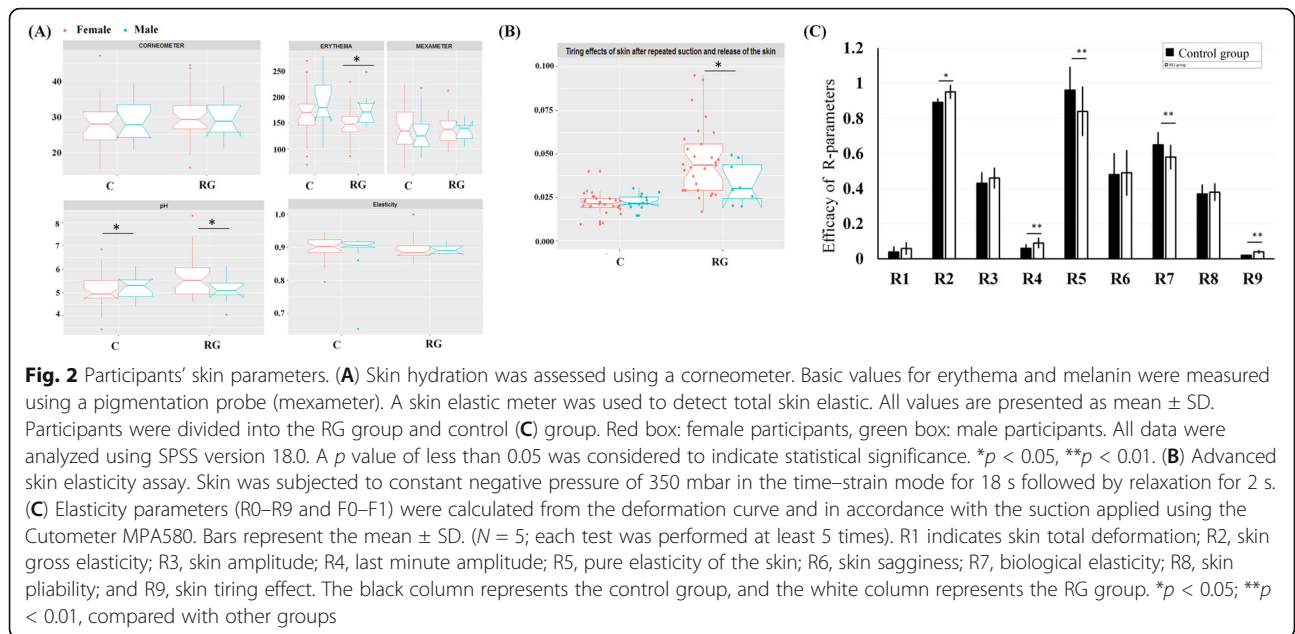 (A) Female Male
CORNEOMETER
40
30
20
C RG
ERYTHEMA MEXAMETER
250
200
150
100
*
C RG C RG
pH
8
7
6
5
4
* *
C RG
Elasticity
1.0
0.9
0.8
0.7
C RG
(B)
Tiring effects of skin after repeated suction and release of the skin
0.100
0.075
0.050
0.025
0.000
*
C RG
(C)
Efficacy of R-parameters
1.2
1
0.8
0.6
0.4
0.2
0
Control group
RG group
* ** ** ** **
R1 R2 R3 R4 R5 R6 R7 R8 R9
Fig. 2 Participants’ skin parameters. (A) Skin hydration was assessed using a corneometer. Basic values for erythema and melanin were measured
using a pigmentation probe (mexameter). A skin elastic meter was used to detect total skin elastic. All values are presented as mean ± SD.
Participants were divided into the RG group and control (C) group. Red box: female participants, green box: male participants. All data were
analyzed using SPSS version 18.0. A p value of less than 0.05 was considered to indicate statistical significance. *p < 0.05, **p < 0.01. (B) Advanced
skin elasticity assay. Skin was subjected to constant negative pressure of 350 mbar in the time–strain mode for 18 s followed by relaxation for 2 s.
(C) Elasticity parameters (R0–R9 and F0–F1) were calculated from the deformation curve and in accordance with the suction applied using the
Cutometer MPA580. Bars represent the mean ± SD. (N = 5; each test was performed at least 5 times). R1 indicates skin total deformation; R2, skin
gross elasticity; R3, skin amplitude; R4, last minute amplitude; R5, pure elasticity of the skin; R6, skin sagginess; R7, biological elasticity; R8, skin
pliability; and R9, skin tiring effect. The black column represents the control group, and the white column represents the RG group. *p < 0.05; **p
< 0.01, compared with other groups